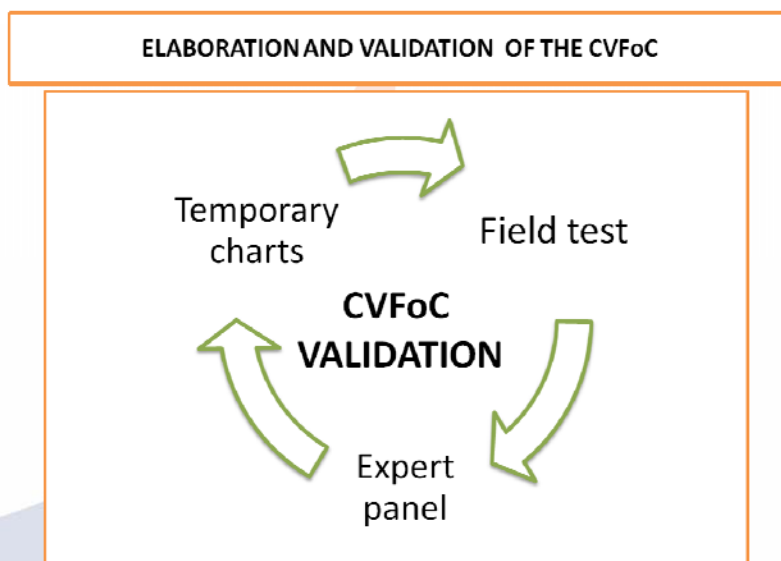 ELABORATION AND VALIDATION OF THE CVFoC
Temporary
charts
Field test
CVFoC
VALIDATION
Expert
panel